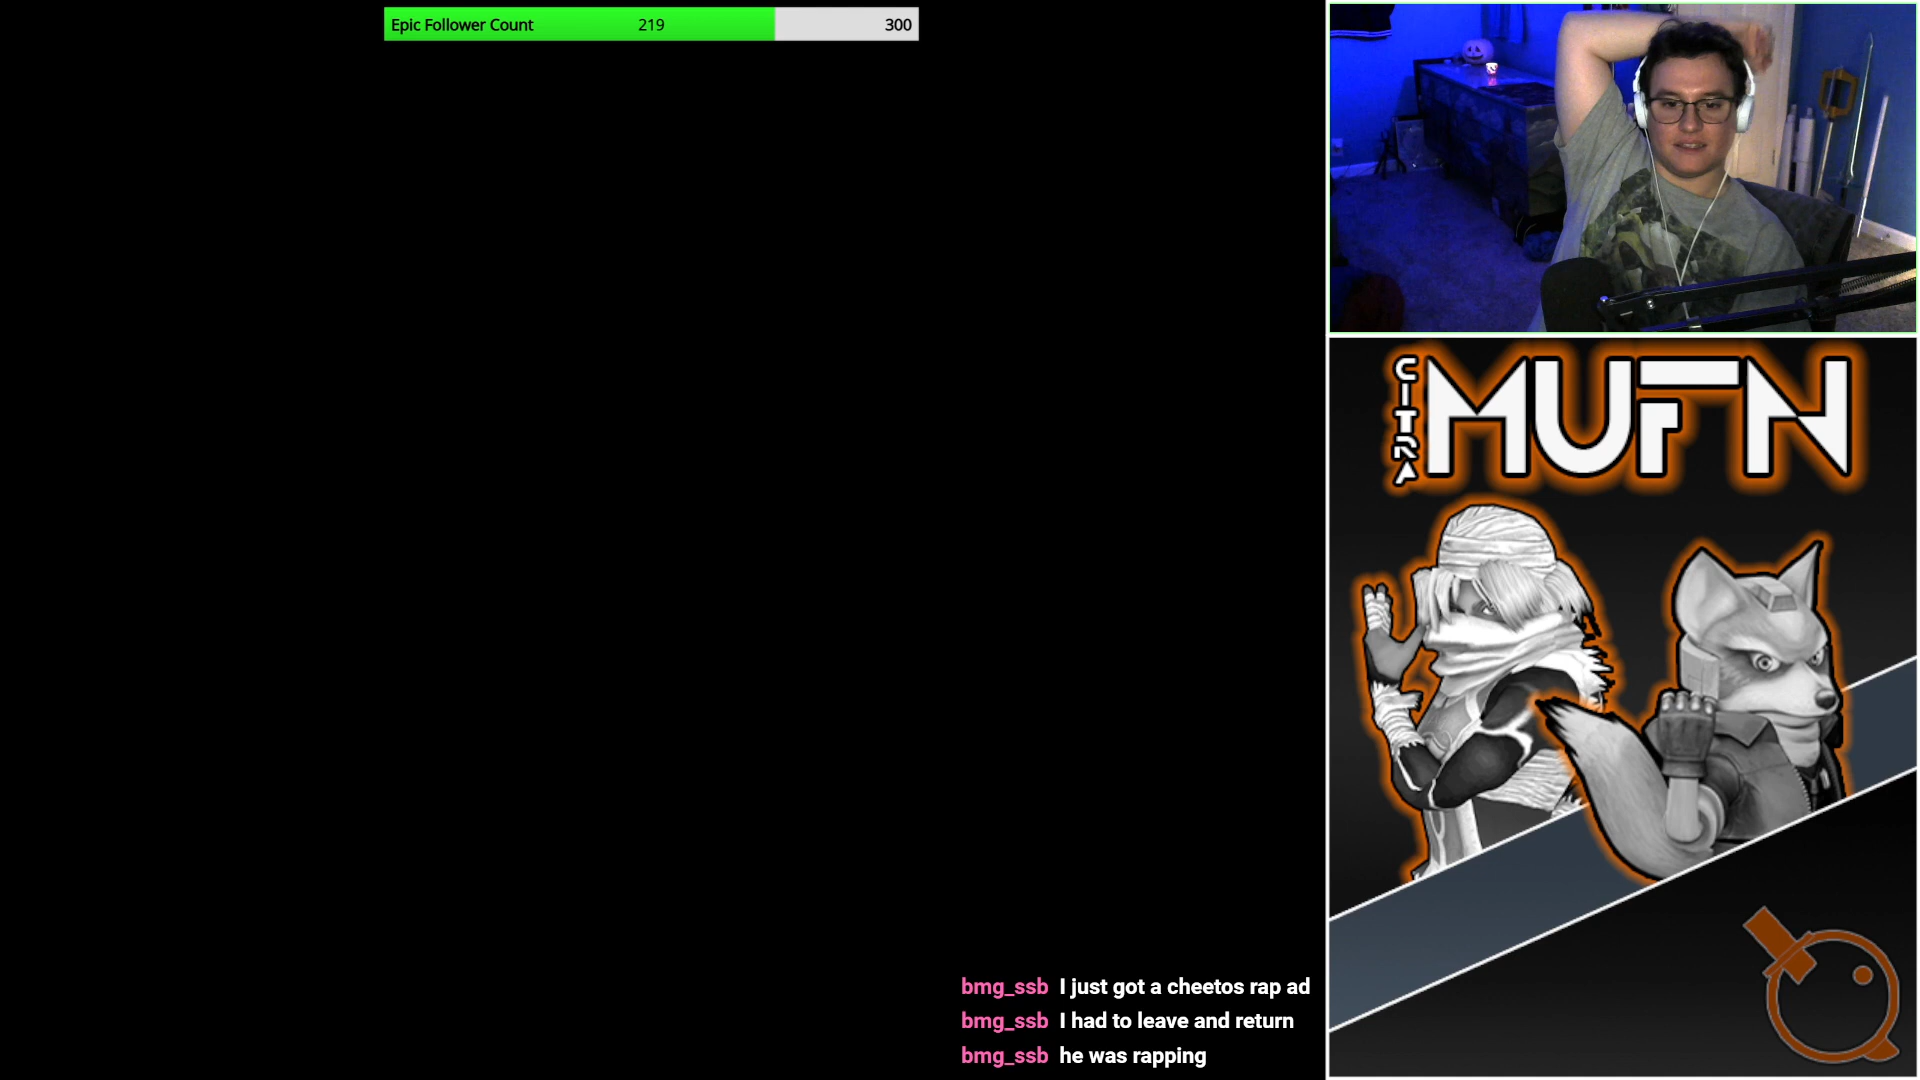 Epic Follower Count 219 300
CITRA
MUFN
bmg_ssb I just got a cheetos rap ad
bmg_ssb I had to leave and return
bmg_ssb he was rapping